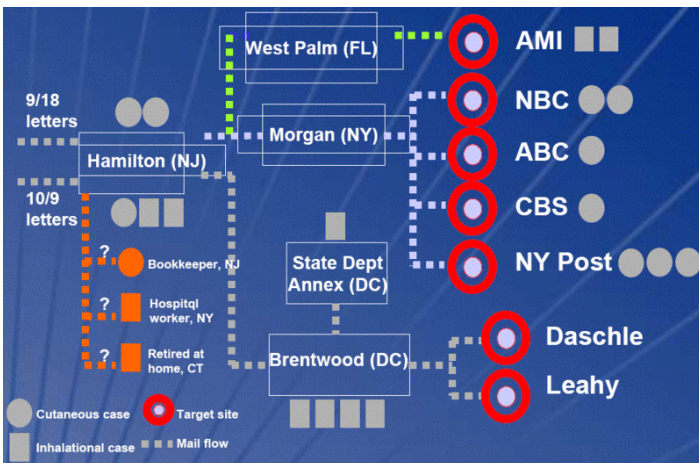 West Palm (FL)
AMI
9/18
letters
NBC
Morgan (NY)
Hamilton (NJ)
ABC
10/9
letters
CBS
?
Bookkeeper, NJ
State Dept
Annex (DC)
NY Post
?
Hospitql
worker, NY
Daschle
?
Retired at
home, CT
Brentwood (DC)
Leahy
Cutaneous case
Target site
Inhalational case
Mail flow